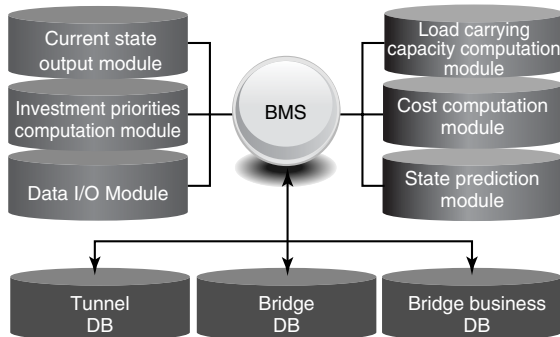 Current state
output module
Investment priorities
computation module
Data I/O Module
BMS
Load carrying
capacity computation
module
Cost computation
module
State prediction
module
Tunnel
DB
Bridge
DB
Bridge business
DB